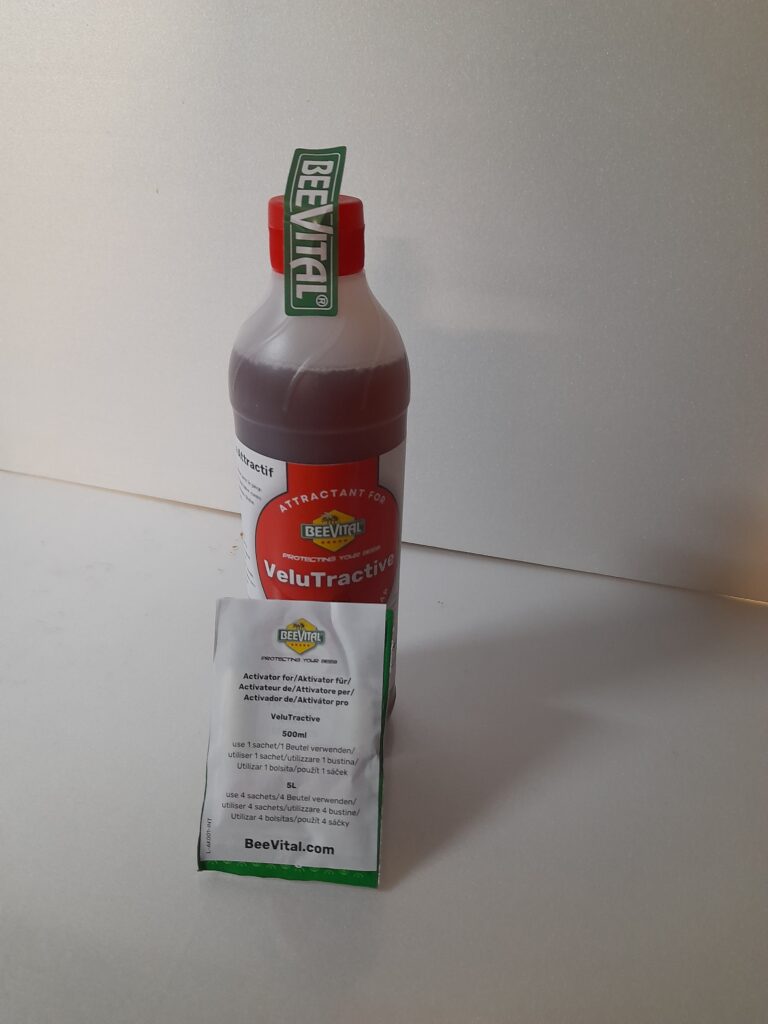 BEEVITAL®
Attractif
ATTRACTANT FOR
BEEVITAL
PROTECTING YOUR BEES
VeluTractive
BEEVITAL
PROTECTING YOUR BEES
Activator for/Aktivator für/
Activateur de/Attivatore per/
Activador de/Aktivátor pro
VeluTractive
500ml
use 1 sachet/1 Beutel verwenden/
utiliser 1 sachet/utilizzare 1 bustina/
Utilizar 1 bolsita/použít 1 sáček
5L
use 4 sachets/4 Beutel verwenden/
utiliser 4 sachets/utilizzare 4 bustine/
Utilizar 4 bolsitas/použít 4 sáčky
BeeVital.com